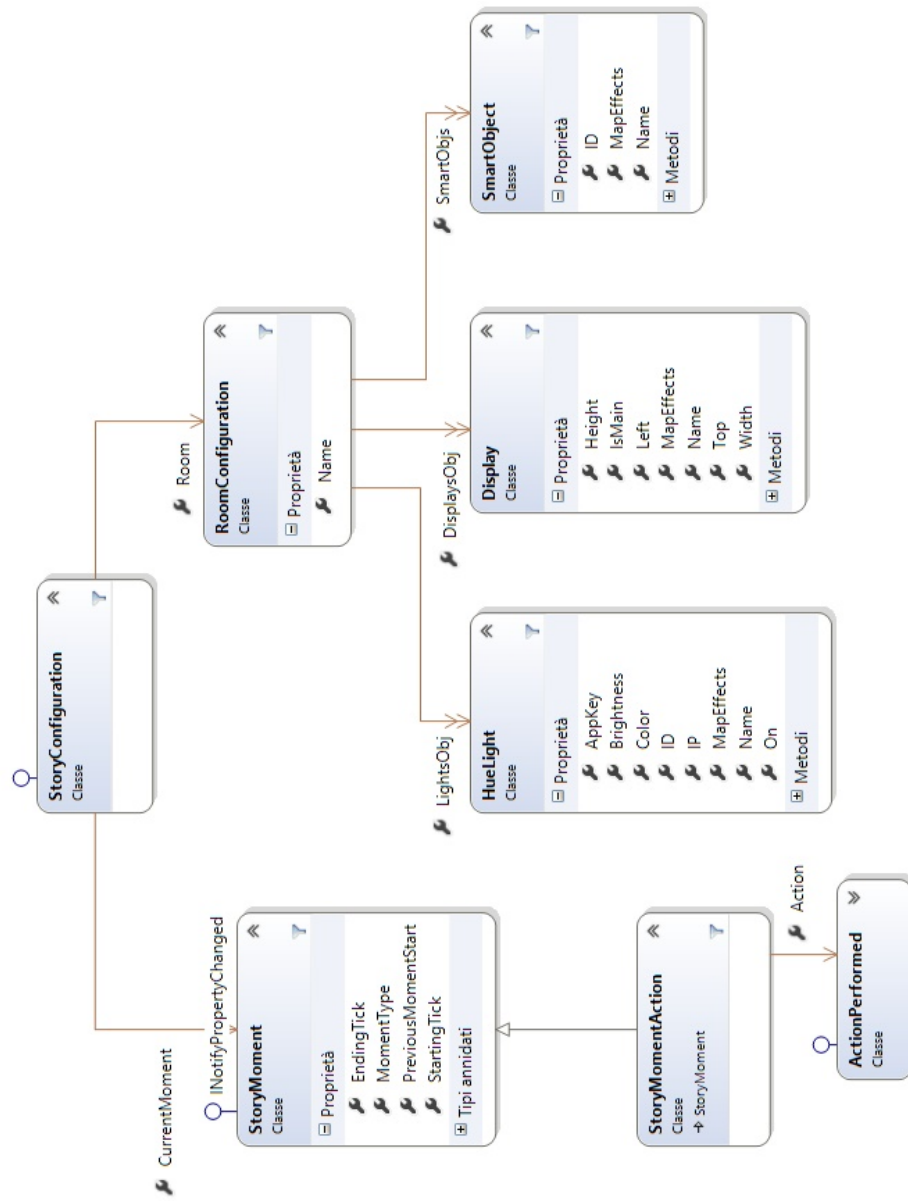 StoryConfiguration
Classe
CurrentMoment
Room
INotifyPropertyChanged
StoryMoment
Classe
Proprietà
EndingTick
MomentType
PreviousMomentStart
StartingTick
Tipi annidati
RoomConfiguration
Classe
Proprietà
Name
LightsObj
DisplaysObj
SmartObjs
HueLight
Classe
Proprietà
AppKey
Brightness
Color
ID
IP
MapEffects
Name
On
Metodi
Display
Classe
Proprietà
Height
IsMain
Left
MapEffects
Name
Top
Width
Metodi
SmartObject
Classe
Proprietà
ID
MapEffects
Name
Metodi
StoryMomentAction
Classe
StoryMoment
Action
ActionPerformed
Classe